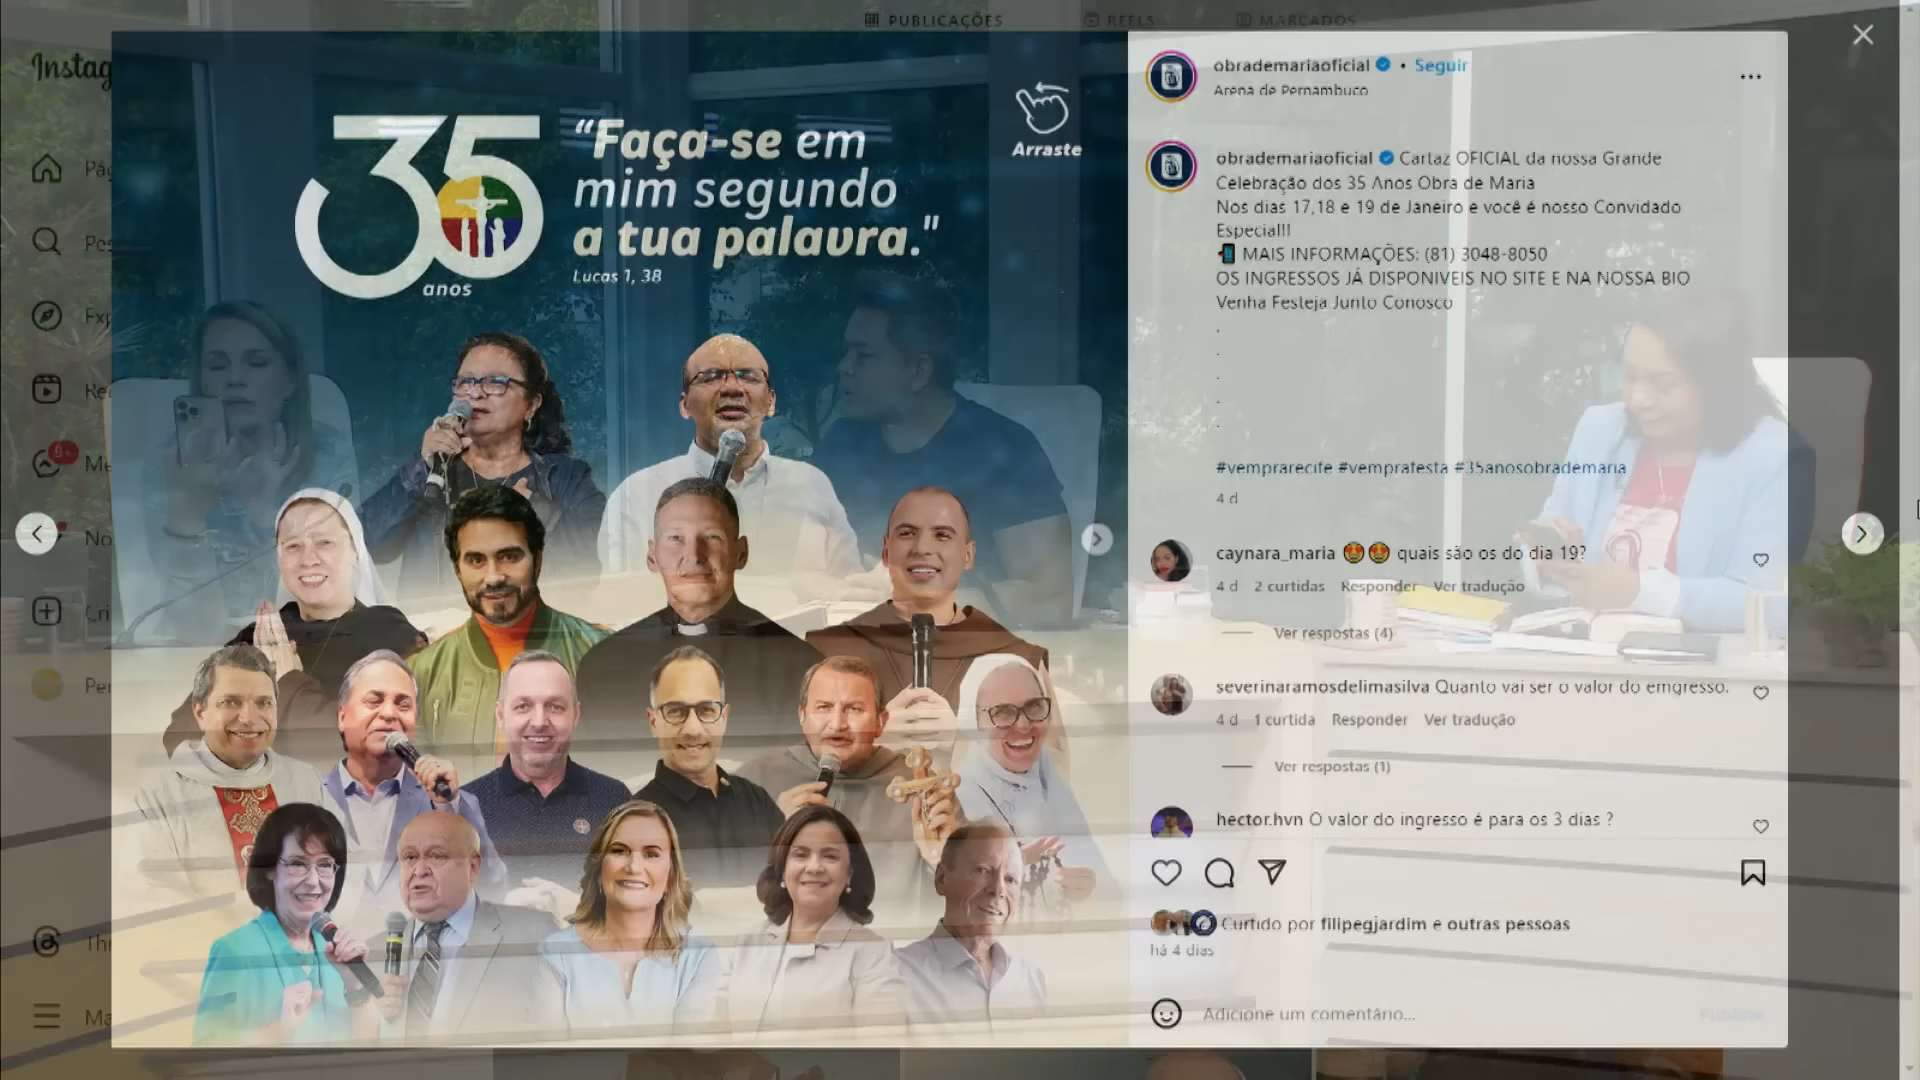 PUBLICAÇÕES
REELS
MARCADOS
Instag
35
anos
"Faça-se em
mim segundo
a tua palavra."
Lucas 1, 38
Arraste
obrademariaoficial • Seguir
Arena de Pernambuco
obrademariaoficial Cartaz OFICIAL da nossa Grande
Celebração dos 35 Anos Obra de Maria
Nos dias 17,18 e 19 de Janeiro e você é nosso Convidado
Especial!!
📲 MAIS INFORMAÇÕES: (81) 3048-8050
OS INGRESSOS JÁ DISPONIVEIS NO SITE E NA NOSSA BIO
Venha Festeja Junto Conosco
.
.
.
.
.
#vemprarecife #vemprafesta #35anosobrademaria
4 d
caynara_maria 😍😍 quais são os do dia 19?
4 d 2 curtidas Responder Ver tradução
Ver respostas (4)
severinaramosdelimasilva Quanto vai ser o valor do emgresso.
4 d 1 curtida Responder Ver tradução
Ver respostas (1)
hector.hvn O valor do ingresso é para os 3 dias ?
Curtido por filipegjardim e outras pessoas
há 4 dias
Adicione um comentário...
Publicar
Pág
Pes
Exp
Ree
9+
Me
No
Cri
Per
Thr
Ma